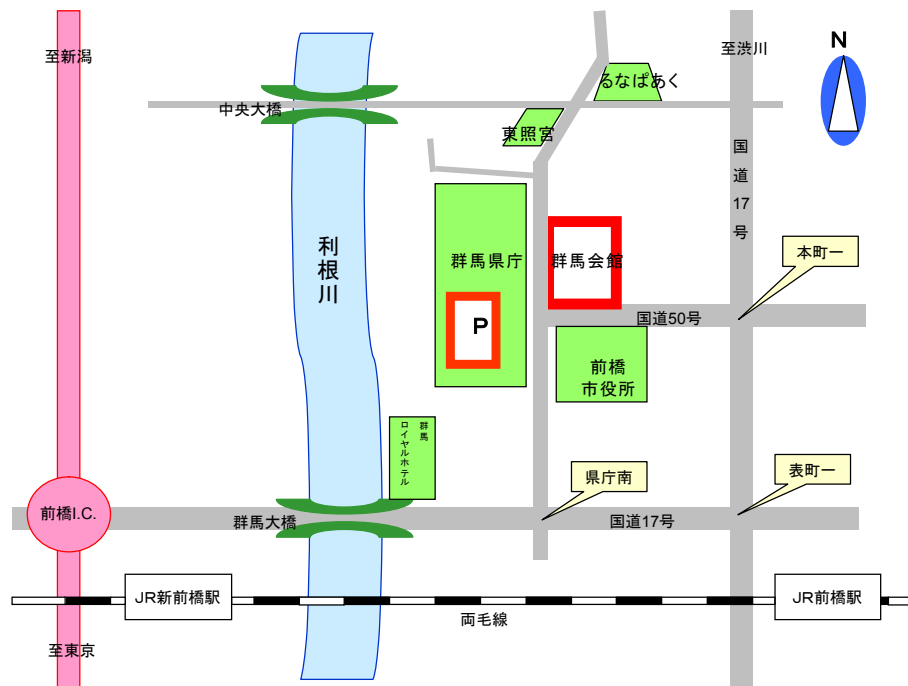 至新潟
至渋川
N
るなぱあく
中央大橋
東照宮
国道17号
利根川
群馬県庁
群馬会館
本町一
P
国道50号
前橋
市役所
群馬
ロイヤルホテル
県庁南
表町一
前橋I.C.
群馬大橋
国道17号
JR新前橋駅
JR前橋駅
両毛線
至東京